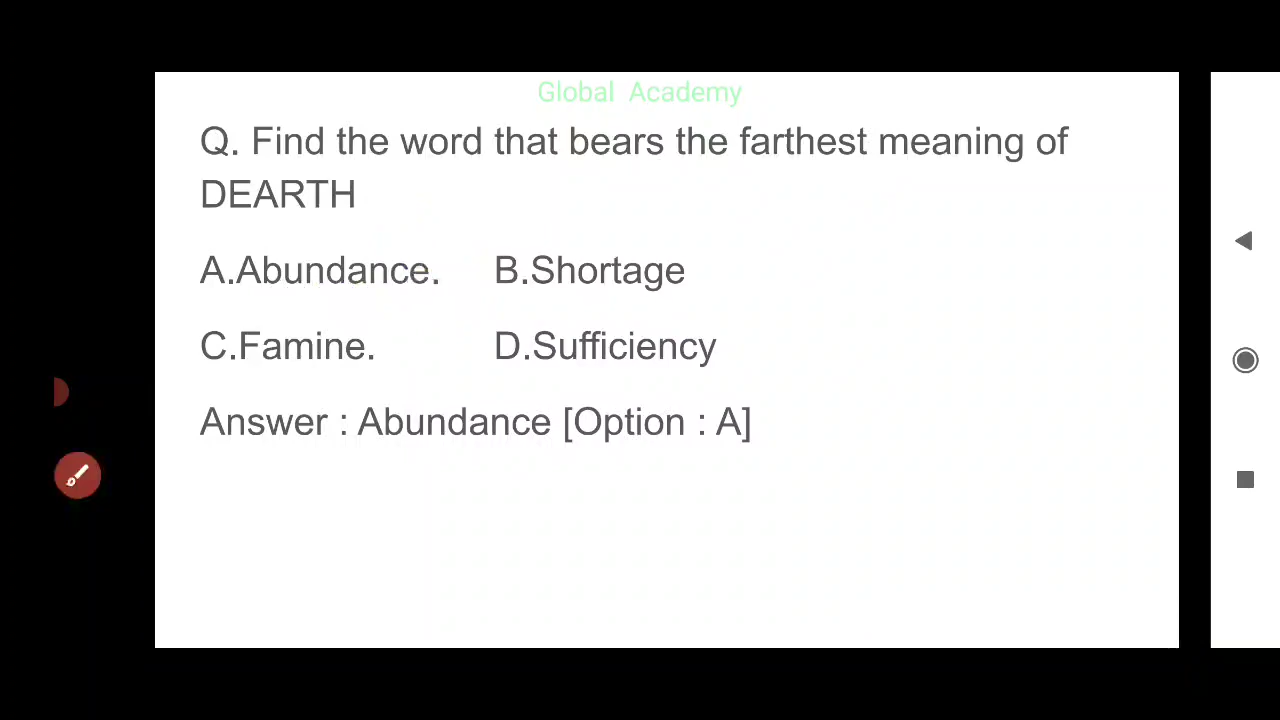 Global Academy
Q. Find the word that bears the farthest meaning of
DEARTH
A.Abundance. B.Shortage
C.Famine. D.Sufficiency
Answer : Abundance [Option : A]